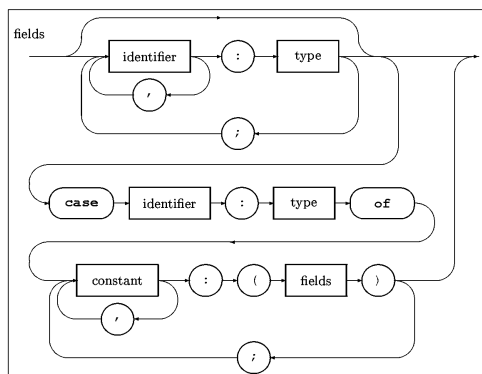 fields
identifier : type
,
;
case identifier : type of
constant : ( fields )
,
;